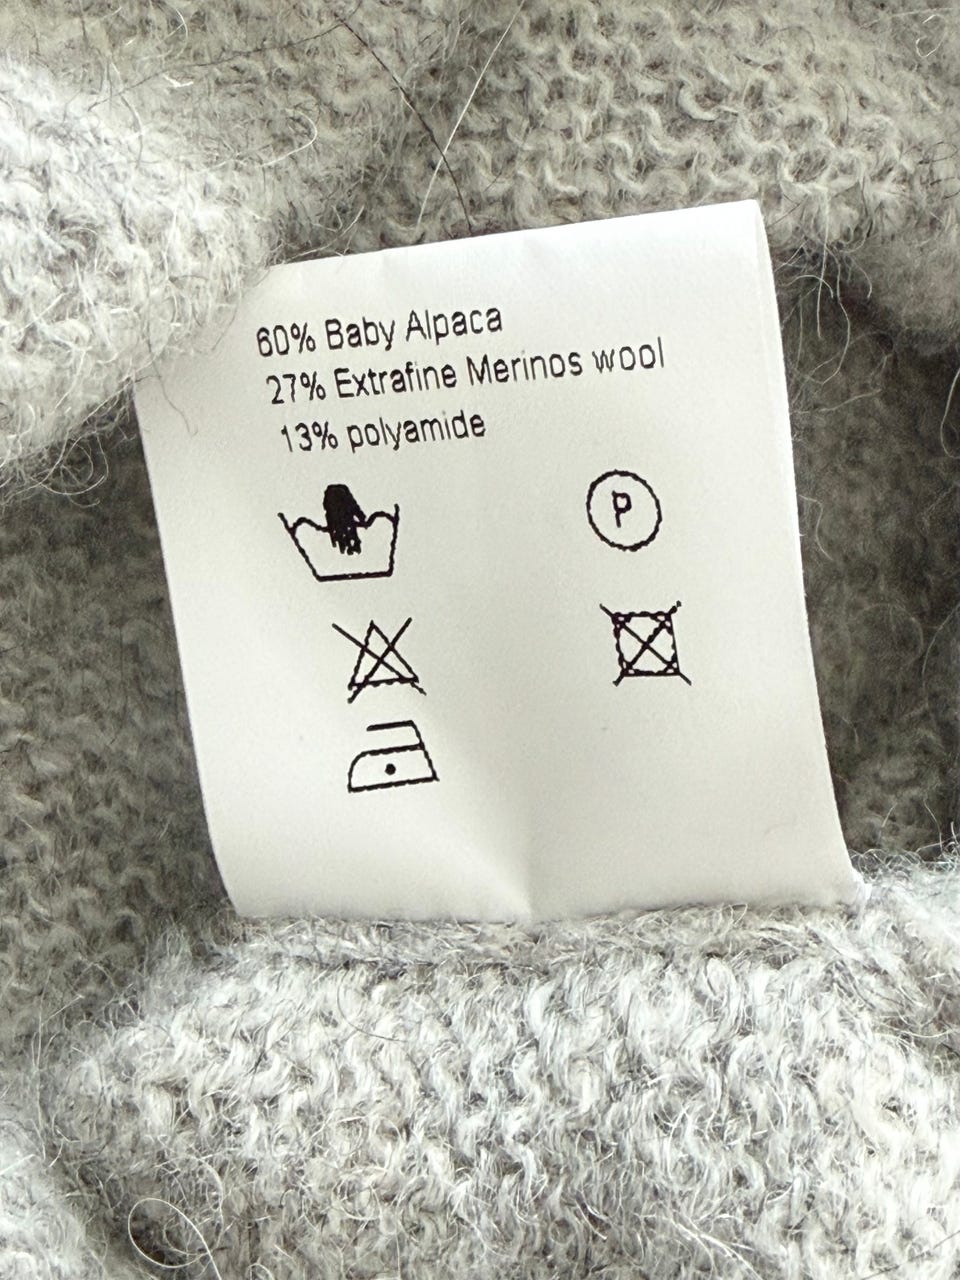 60% Baby Alpaca
27% Extrafine Merinos wool
13% polyamide
P